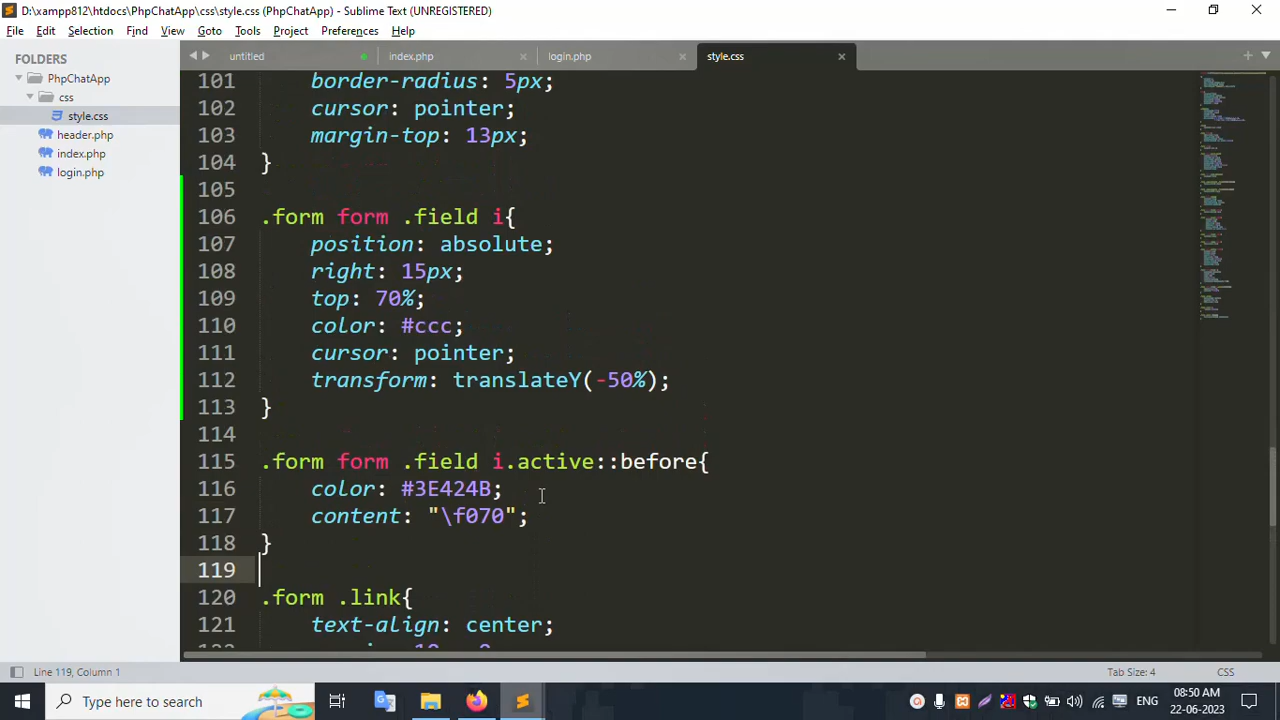 D:\xampp812\htdocs\PhpChatApp\css\style.css (PhpChatApp) - Sublime Text (UNREGISTERED)
File Edit Selection Find View Goto Tools Project Preferences Help
FOLDERS
PhpChatApp
css
style.css
header.php
index.php
login.php
untitled index.php login.php style.css
101 border-radius: 5px;
102 cursor: pointer;
103 margin-top: 13px;
104 }
105
106 .form form .field i{
107 position: absolute;
108 right: 15px;
109 top: 70%;
110 color: #ccc;
111 cursor: pointer;
112 transform: translateY(-50%);
113 }
114
115 .form form .field i.active::before{
116 color: #3E424B;
117 content: "\f070";
118 }
119
120 .form .link{
121 text-align: center;
Line 119, Column 1 Tab Size: 4 CSS
Type here to search
08:50 AM
22-06-2023